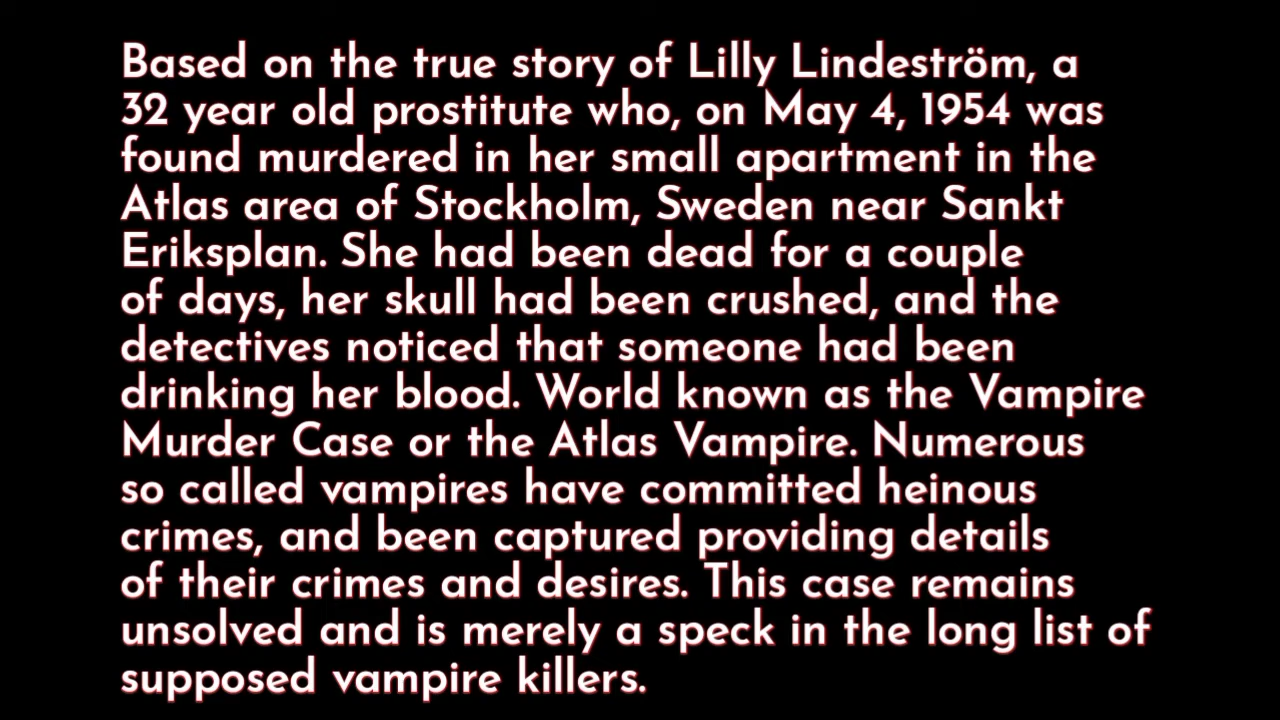 Based on the true story of Lilly Lindeström, a
32 year old prostitute who, on May 4, 1954 was
found murdered in her small apartment in the
Atlas area of Stockholm, Sweden near Sankt
Eriksplan. She had been dead for a couple
of days, her skull had been crushed, and the
detectives noticed that someone had been
drinking her blood. World known as the Vampire
Murder Case or the Atlas Vampire. Numerous
so called vampires have committed heinous
crimes, and been captured providing details
of their crimes and desires. This case remains
unsolved and is merely a speck in the long list of
supposed vampire killers.